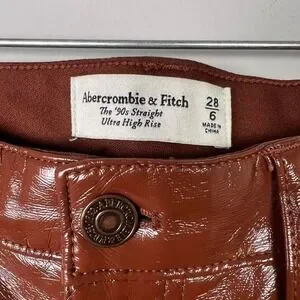 Abercrombie & Fitch
The '90s Straight
Ultra High Rise
28
6
MADE IN
CHINA